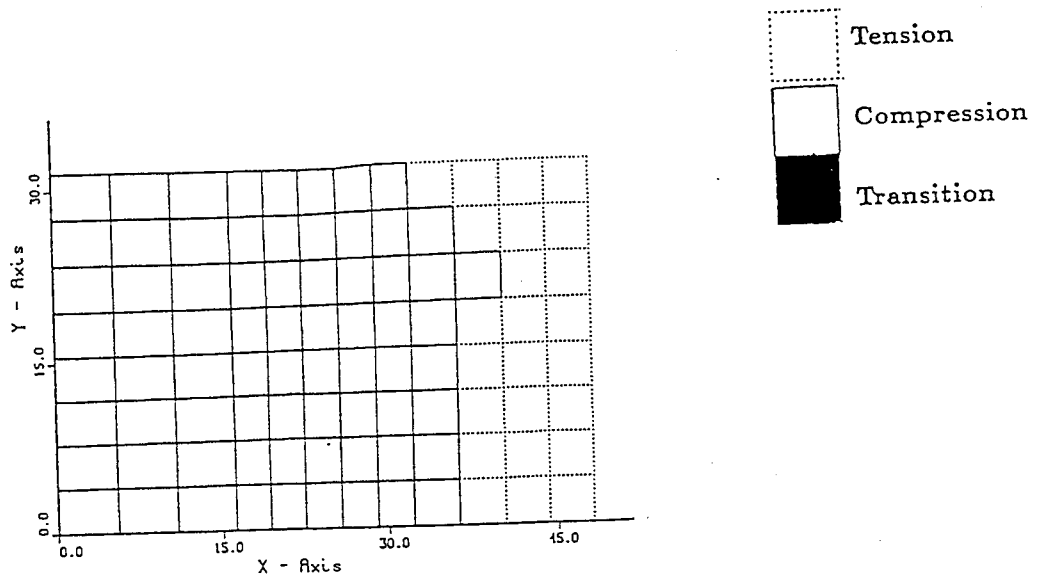 Tension
Compression
Transition
30.0
15.0
0.0
Y - Axis
0.0
15.0
30.0
45.0
X - Axis